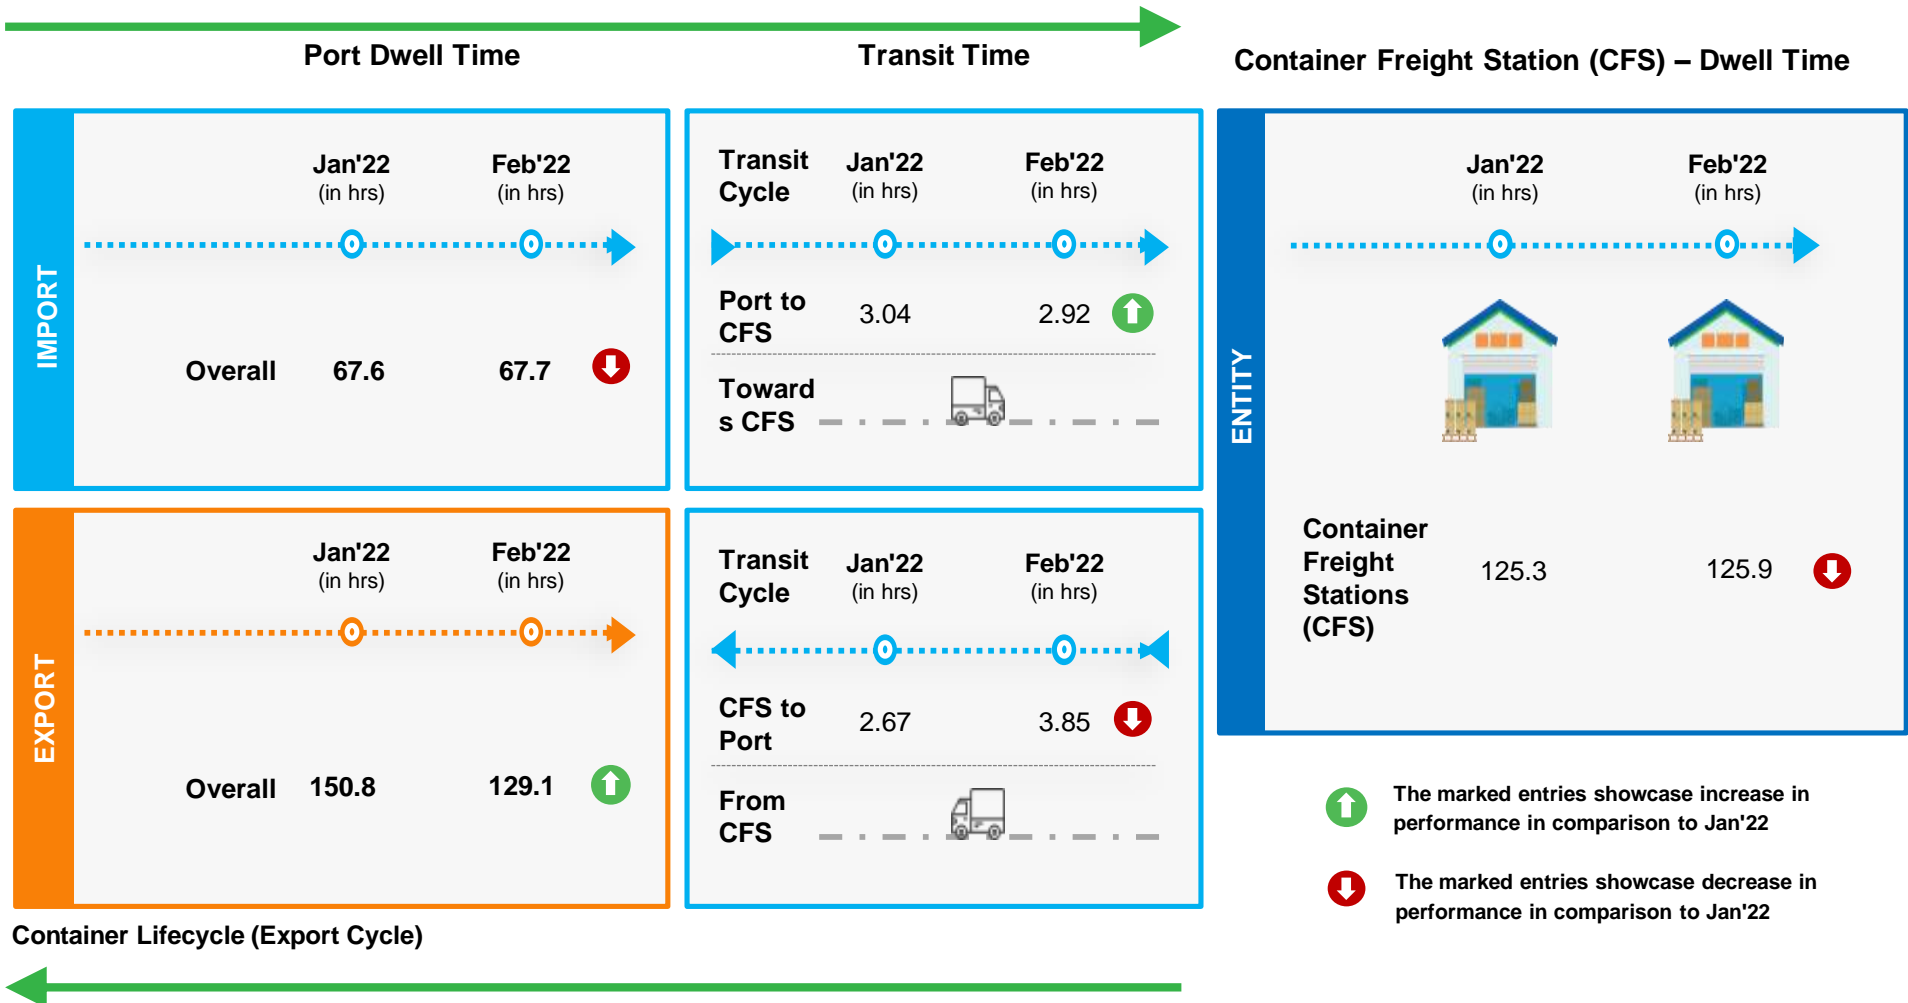 Port Dwell Time
Transit Time
Container Freight Station (CFS) – Dwell Time
IMPORT
Jan'22
(in hrs)
Feb'22
(in hrs)
Overall 67.6 67.7
Transit
Cycle
Jan'22
(in hrs)
Feb'22
(in hrs)
Port to
CFS
3.04 2.92
Toward
s CFS
ENTITY
Jan'22
(in hrs)
Feb'22
(in hrs)
Container
Freight
Stations
(CFS)
125.3 125.9
EXPORT
Jan'22
(in hrs)
Feb'22
(in hrs)
Overall 150.8 129.1
Transit
Cycle
Jan'22
(in hrs)
Feb'22
(in hrs)
CFS to
Port
2.67 3.85
From
CFS
The marked entries showcase increase in
performance in comparison to Jan'22
The marked entries showcase decrease in
performance in comparison to Jan'22
Container Lifecycle (Export Cycle)